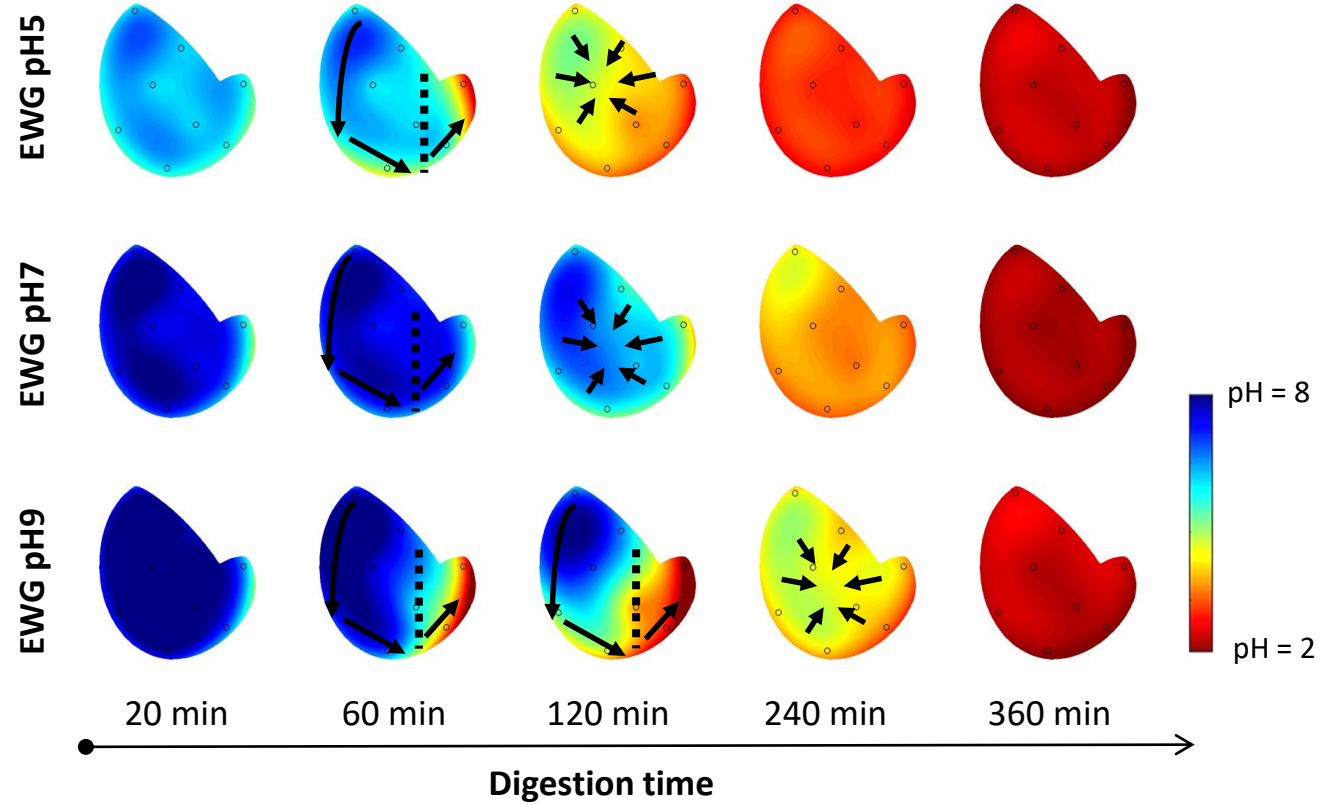 EWG pH5
EWG pH7
EWG pH9
pH = 8
pH = 2
20 min
60 min
120 min
240 min
360 min
Digestion time